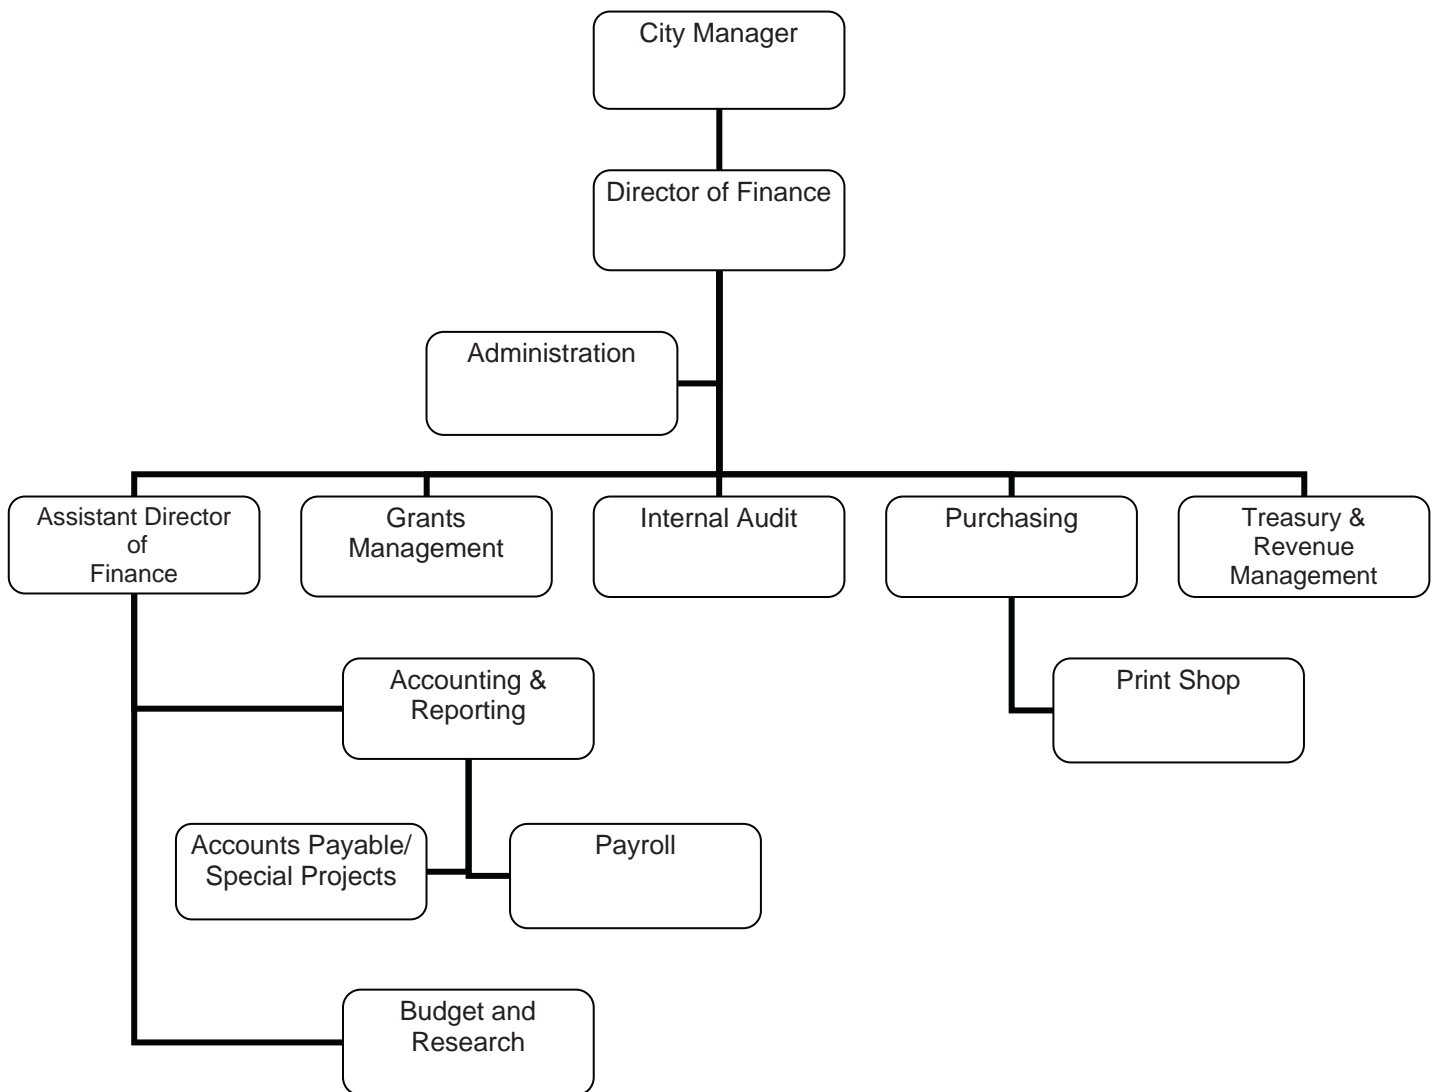 City Manager
Director of Finance
Administration
Assistant Director
of
Finance
Grants
Management
Internal Audit
Purchasing
Treasury &
Revenue
Management
Accounting &
Reporting
Print Shop
Accounts Payable/
Special Projects
Payroll
Budget and
Research